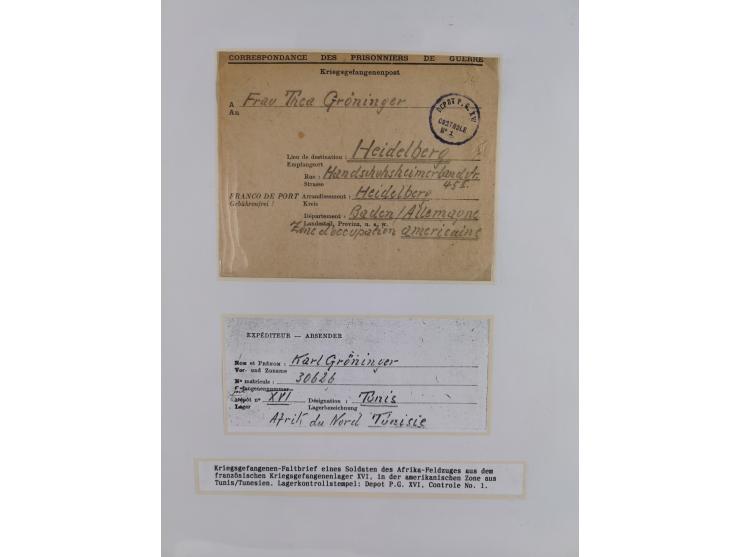 CORRESPONDANCE DES PRISONNIERS DE GUERRE
Kriegsgefangenenpost
A Frau Thea Gröninger
An
DEPOT P. G. XVI
CONTROLE
N° 1
Lieu de destination : Heidelberg
Empfangsort
Rue : Handschuhsheimerlandstr.
Strasse 45 b.
FRANCO DE PORT Arrondissement : Heidelberg
Gebührenfrei ! Kreis
Département : Baden/Allemagne
Landesteil, Provinz, u. s. w.
Zone d'occupation americaine
EXPÉDITEUR — ABSENDER
Nom et Prénom : Karl Gröninger
Vor- und Zuname
N° matricule : 30626
Gefangenennummer
Dépôt n° XVI Désignation : Tunis
Lager Lagerbezeichnung
Afrik du Nord Tunisie
Kriegsgefangenen-Faltbrief eines Soldaten des Afrika-Feldzuges aus dem
französischen Kriegsgefangenenlager XVI, in der amerikanischen Zone aus
Tunis/Tunesien. Lagerkontrollstempel: Depot P.G. XVI, Controle No. 1.